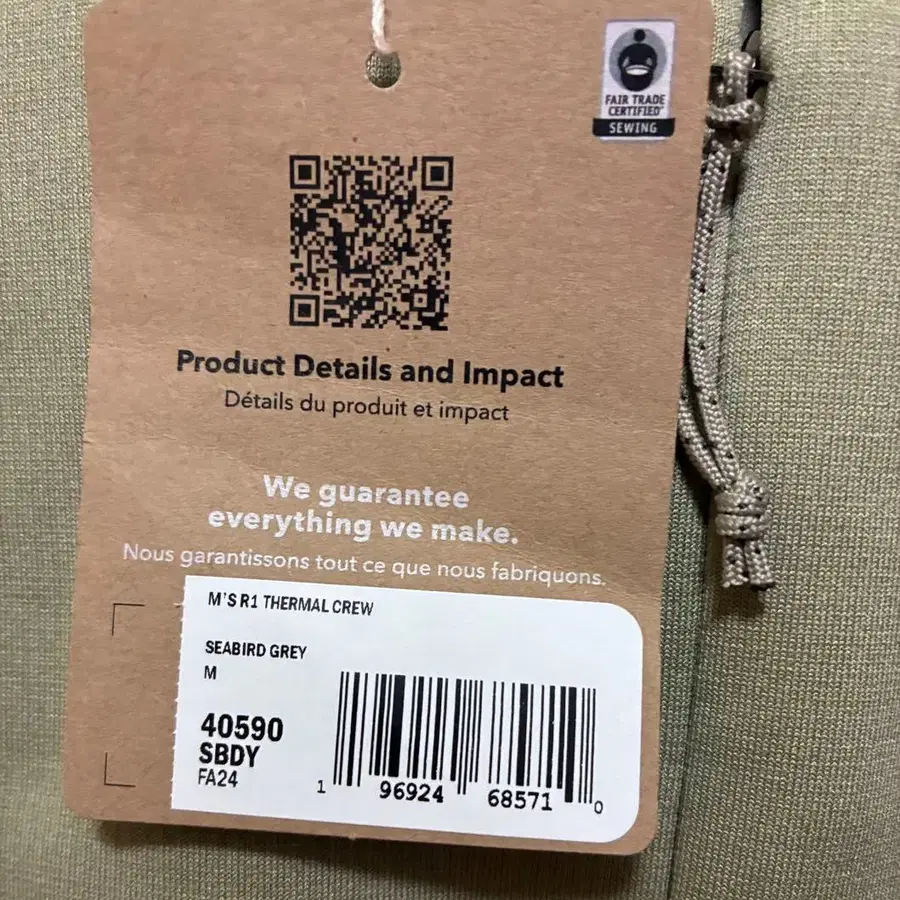 FAIR TRADE
CERTIFIED
SEWING
Product Details and Impact
Détails du produit et impact
We guarantee
everything we make.
Nous garantissons tout ce que nous fabriquons.
M'S R1 THERMAL CREW
SEABIRD GREY
M
40590
SBDY
FA24
1 96924 68571 0